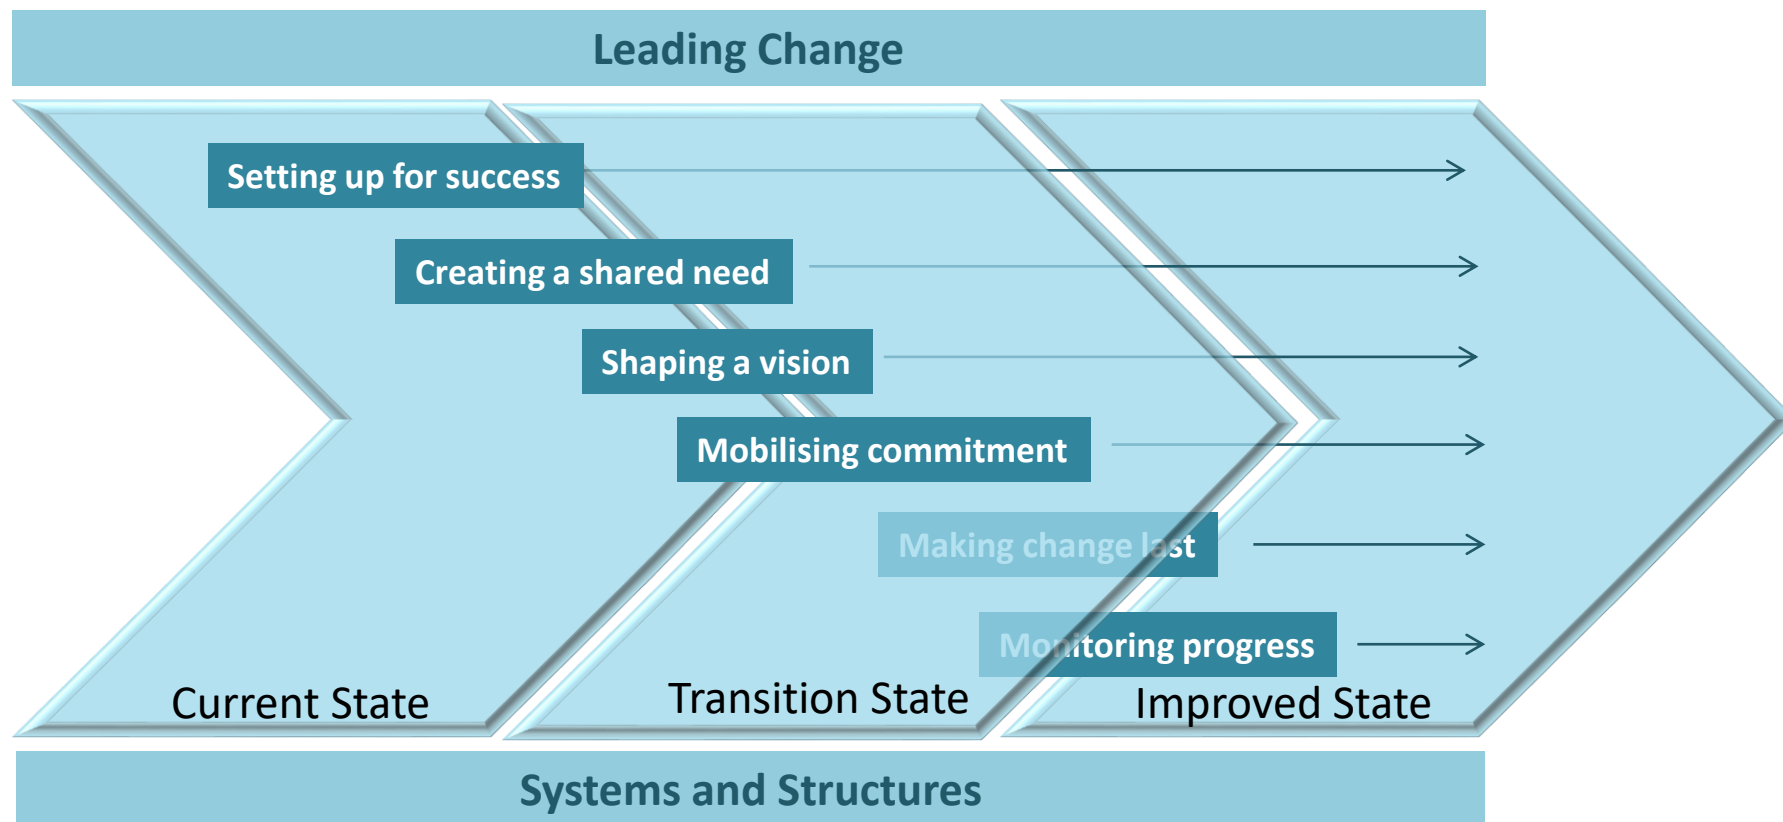 Leading Change
Setting up for success
Creating a shared need
Shaping a vision
Mobilising commitment
Making change last
Monitoring progress
Current State
Transition State
Improved State
Systems and Structures